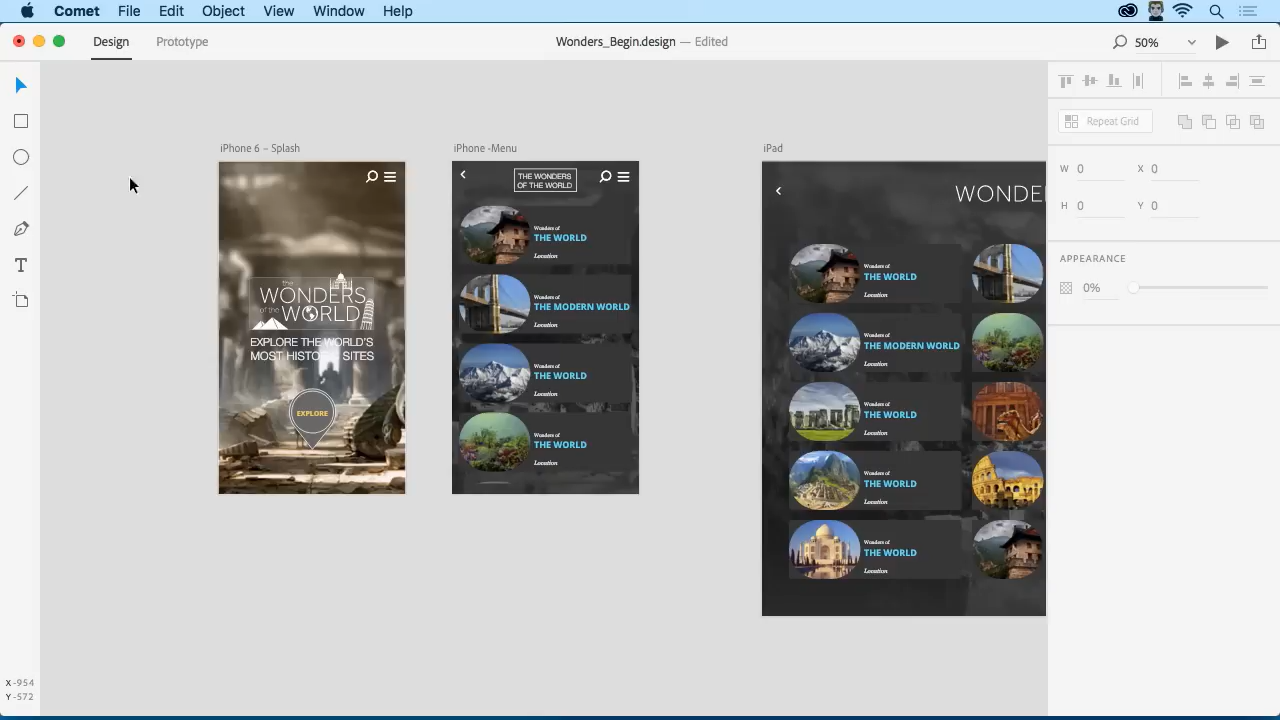 Comet File Edit Object View Window Help
Design Prototype Wonders_Begin.design — Edited 50%
Repeat Grid
W 0 X 0
H 0 Y 0
APPEARANCE
0%
iPhone 6 – Splash
the
WONDERS
of the WORLD
EXPLORE THE WORLD'S
MOST HISTORIC SITES
EXPLORE
iPhone -Menu
THE WONDERS
OF THE WORLD
Wonders of
THE WORLD
Location
Wonders of
THE MODERN WORLD
Location
Wonders of
THE WORLD
Location
Wonders of
THE WORLD
Location
iPad
WONDE
Wonders of
THE WORLD
Location
Wonders of
THE MODERN WORLD
Location
Wonders of
THE WORLD
Location
Wonders of
THE WORLD
Location
Wonders of
THE WORLD
Location
X -954
Y -572